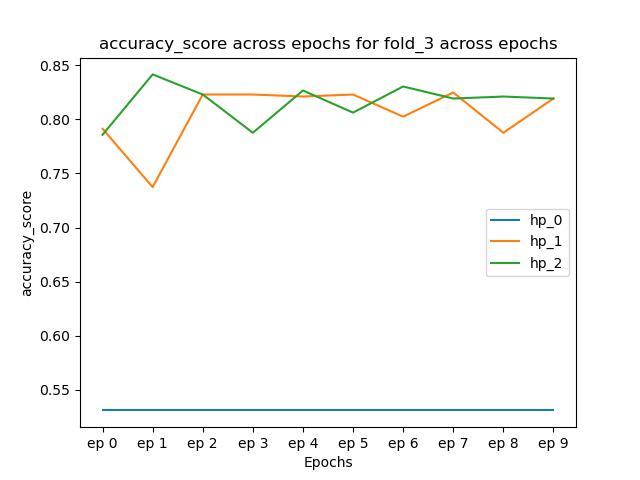 accuracy_score across epochs for fold_3 across epochs
accuracy_score
0.85
0.80
0.75
0.70
0.65
0.60
0.55
hp_0
hp_1
hp_2
ep 0 ep 1 ep 2 ep 3 ep 4 ep 5 ep 6 ep 7 ep 8 ep 9
Epochs